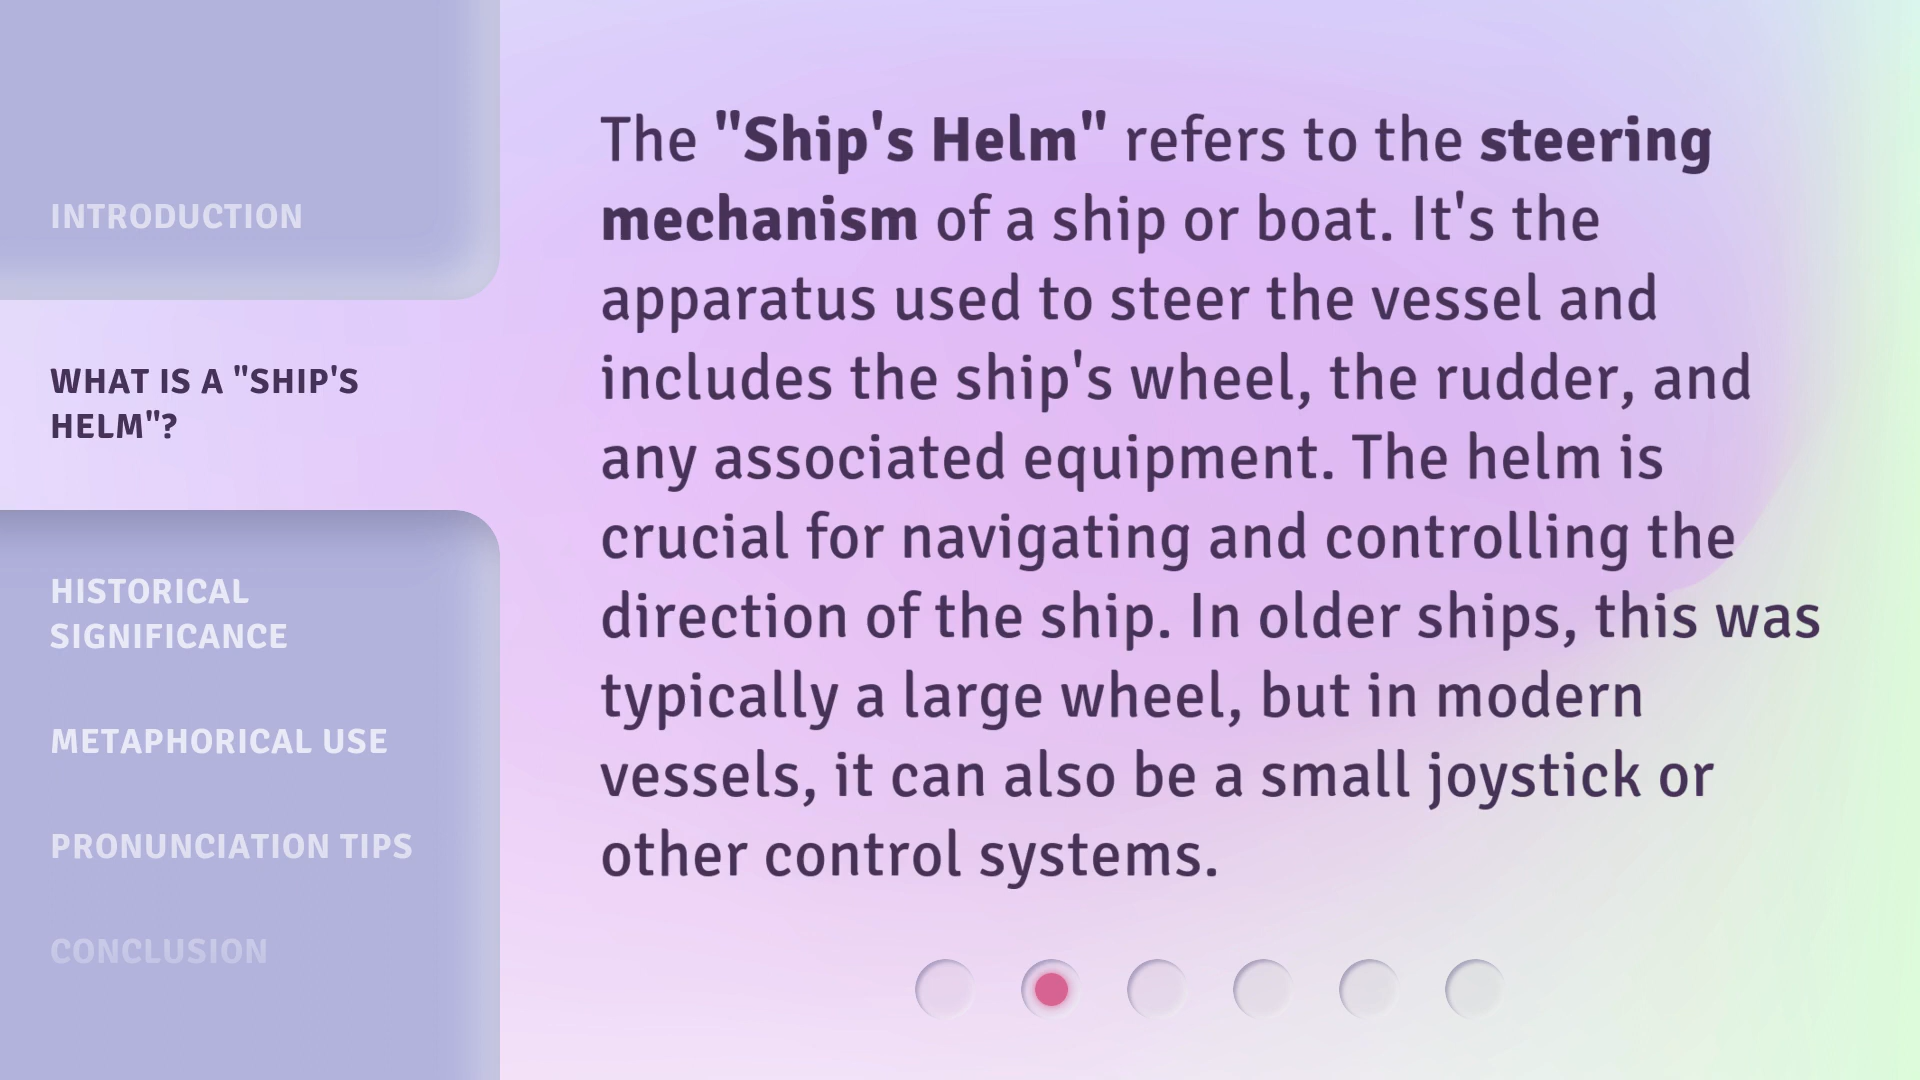 INTRODUCTION
WHAT IS A "SHIP'S
HELM"?
HISTORICAL
SIGNIFICANCE
METAPHORICAL USE
PRONUNCIATION TIPS
CONCLUSION
The "Ship's Helm" refers to the steering
mechanism of a ship or boat. It's the
apparatus used to steer the vessel and
includes the ship's wheel, the rudder, and
any associated equipment. The helm is
crucial for navigating and controlling the
direction of the ship. In older ships, this was
typically a large wheel, but in modern
vessels, it can also be a small joystick or
other control systems.